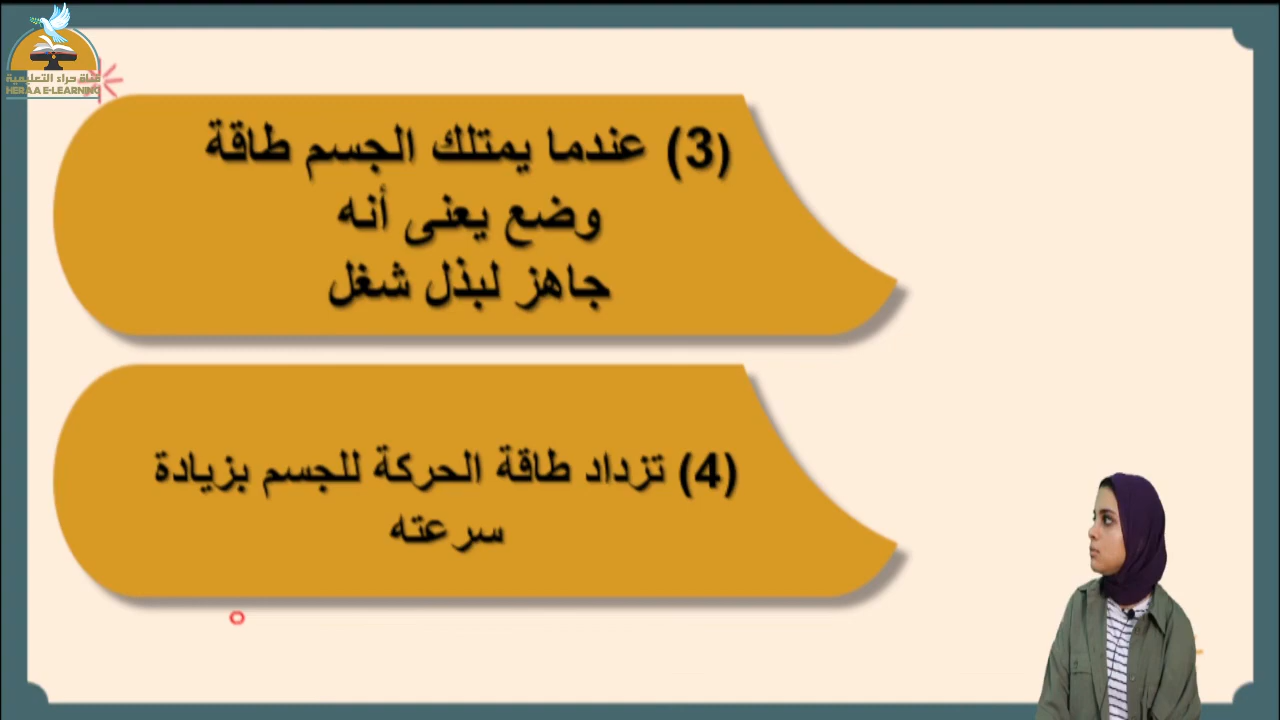 قناة حراء التعليمية
HERAA E-LEARNING
(3) عندما يمتلك الجسم طاقة
وضع يعنى أنه
جاهز لبذل شغل
(4) تزداد طاقة الحركة للجسم بزيادة
سرعته